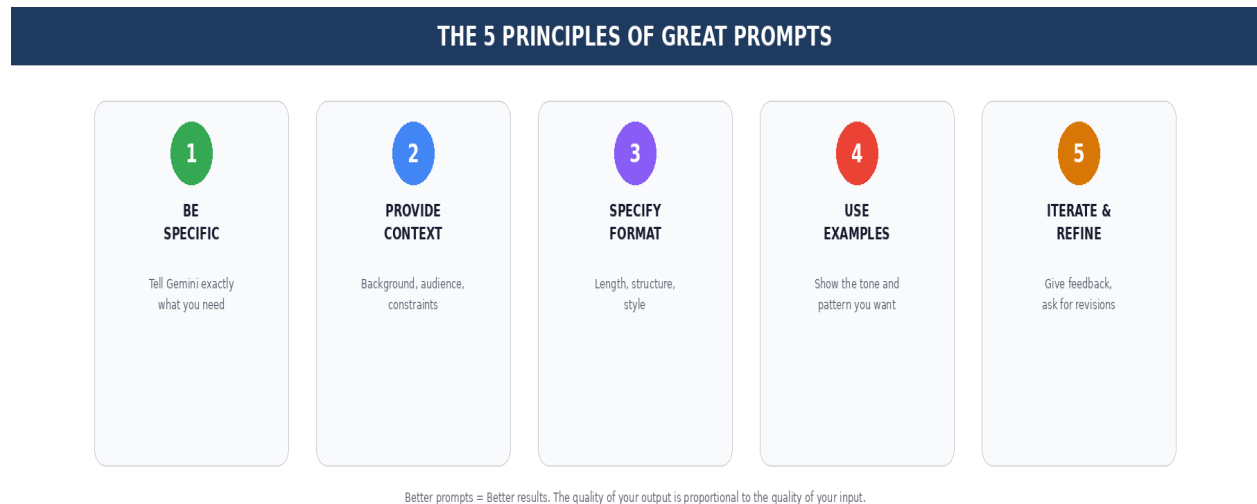 THE 5 PRINCIPLES OF GREAT PROMPTS
1
BE
SPECIFIC
Tell Gemini exactly
what you need
2
PROVIDE
CONTEXT
Background, audience,
constraints
3
SPECIFY
FORMAT
Length, structure,
style
4
USE
EXAMPLES
Show the tone and
pattern you want
5
ITERATE &
REFINE
Give feedback,
ask for revisions
Better prompts = Better results. The quality of your output is proportional to the quality of your input.